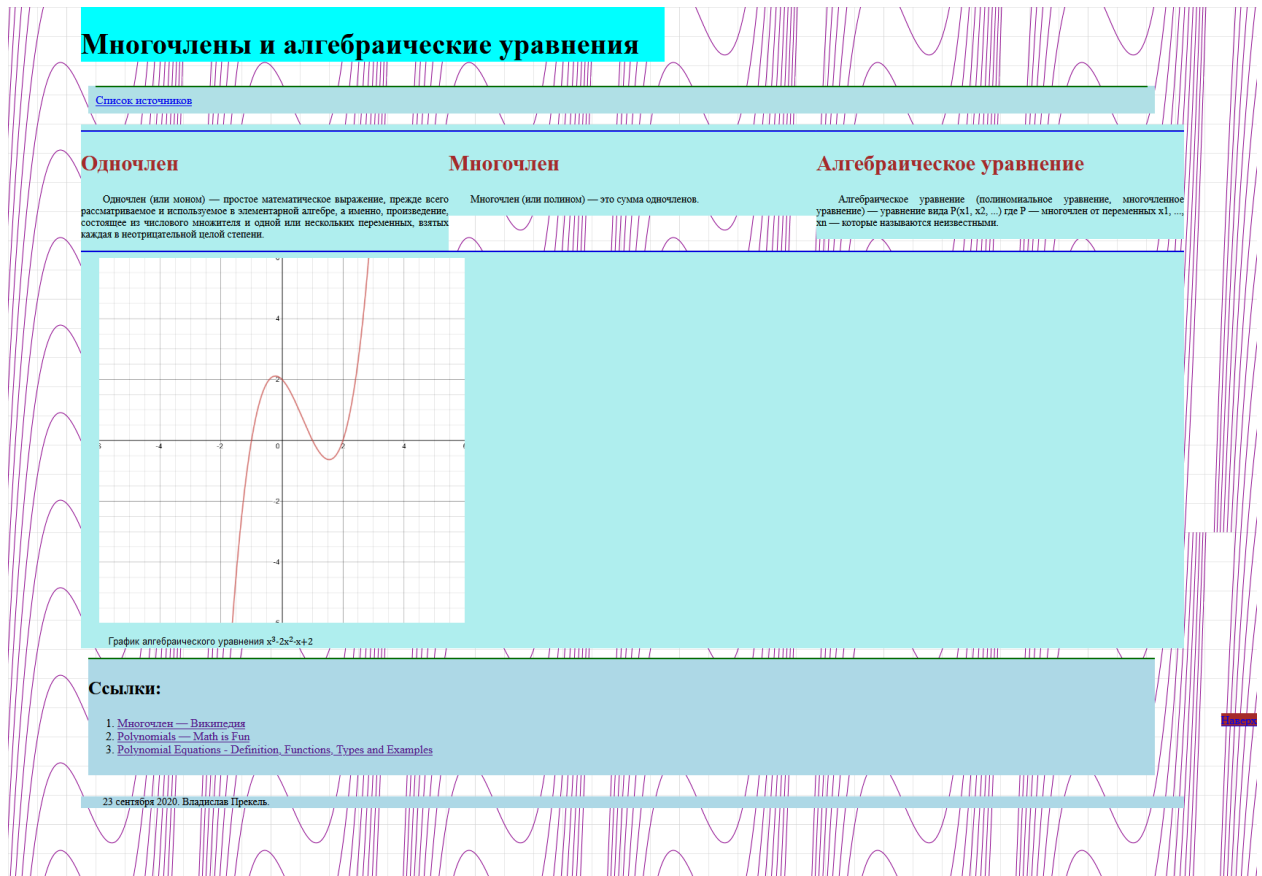 Многочлены и алгебраические уравнения
Список источников
Одночлен
Одночлен (или моном) — простое математическое выражение, прежде всего
рассматриваемое и используемое в элементарной алгебре, а именно, произведение,
состоящее из числового множителя и одной или нескольких переменных, взятых
каждая в неотрицательной целой степени.
Многочлен
Многочлен (или полином) — это сумма одночленов.
Алгебраическое уравнение
Алгебраическое уравнение (полиномиальное уравнение, многочленное
уравнение) — уравнение вида P(x1, x2, ...) где P — многочлен от переменных x1, ...,
xn — которые называются неизвестными.
4
2
-4 -2 0 2 4
-2
-4
График алгебраического уравнения x³-2x²-x+2
Ссылки:
1. Многочлен — Википедия
2. Polynomials — Math is Fun
3. Polynomial Equations - Definition, Functions, Types and Examples
Наверх
23 сентября 2020. Владислав Прекель.